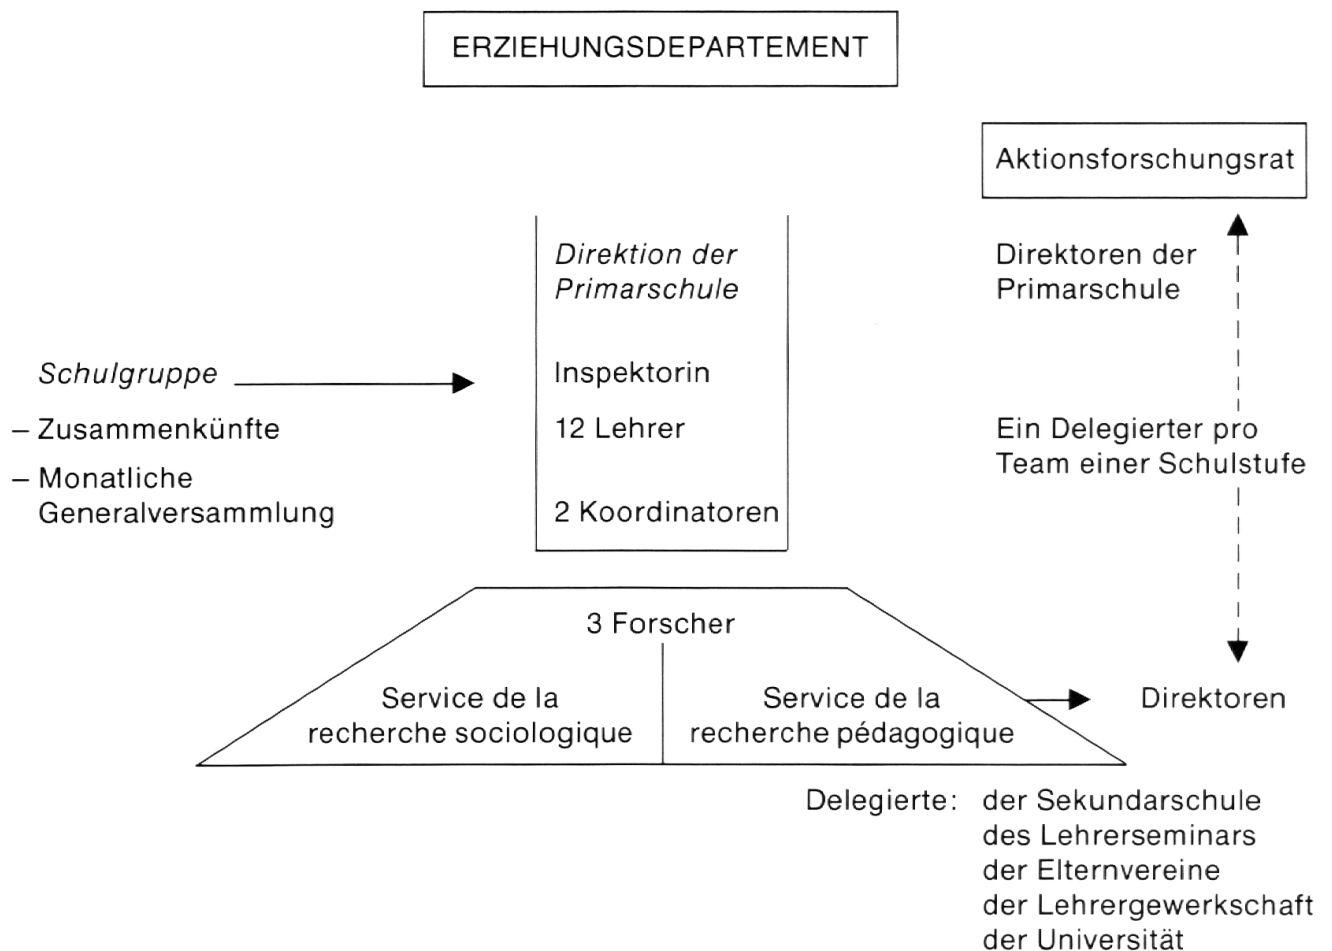 ERZIEHUNGSDEPARTEMENT
Aktionsforschungsrat
Direktion der
Primarschule
Direktoren der
Primarschule
Schulgruppe
Inspektorin
– Zusammenkünfte
12 Lehrer
Ein Delegierter pro
Team einer Schulstufe
– Monatliche
Generalversammlung
2 Koordinatoren
3 Forscher
Service de la
recherche sociologique
Service de la
recherche pédagogique
Direktoren
Delegierte: der Sekundarschule
des Lehrerseminars
der Elternvereine
der Lehrergewerkschaft
der Universität